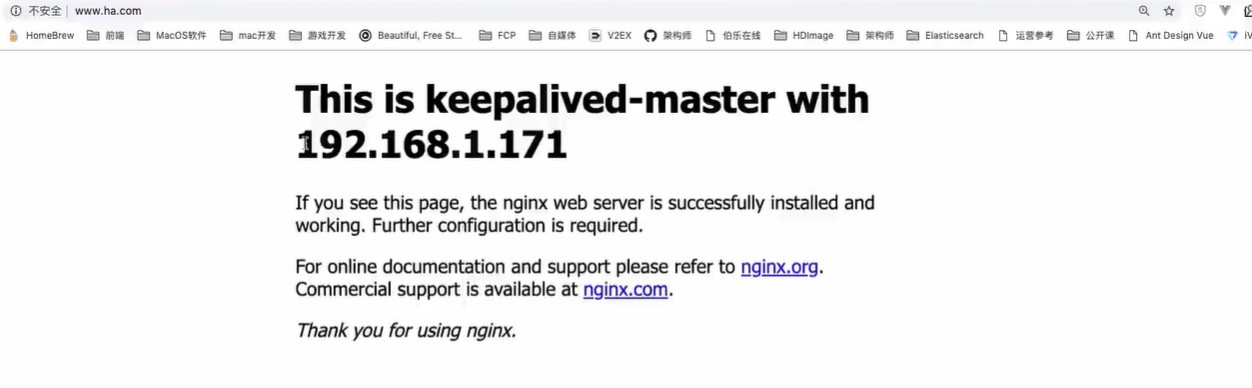 不安全 www.ha.com
HomeBrew 前端 MacOS软件 mac开发 游戏开发 Beautiful, Free St... FCP 自媒体 V2EX 架构师 伯乐在线 HDImage 架构师 Elasticsearch 运营参考 公开课 Ant Design Vue
This is keepalived-master with
192.168.1.171
If you see this page, the nginx web server is successfully installed and
working. Further configuration is required.
For online documentation and support please refer to nginx.org.
Commercial support is available at nginx.com.
Thank you for using nginx.